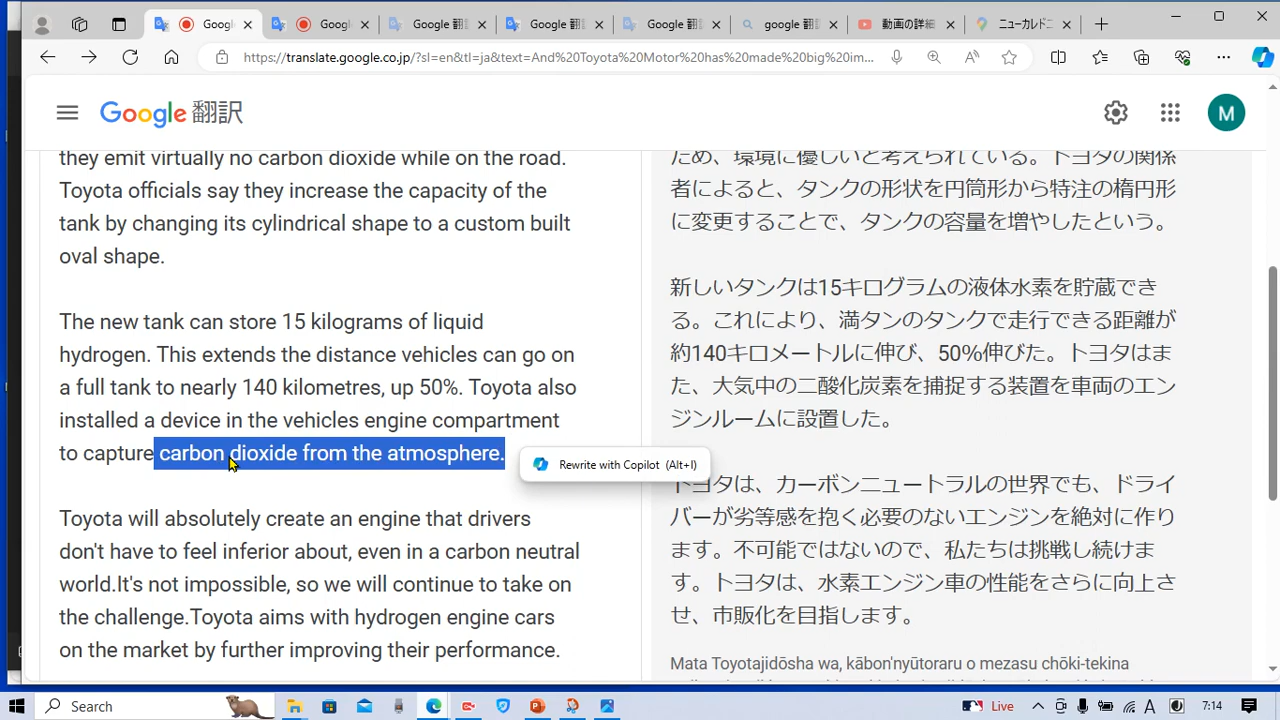 Googl
Googl
Google 翻訳
Google 翻訳
Google 翻訳
google 翻
動画の詳細
ニューカレドニ
https://translate.google.co.jp/?sl=en&tl=ja&text=And%20Toyota%20Motor%20has%20made%20big%20im...
Google 翻訳
M
they emit virtually no carbon dioxide while on the road.
Toyota officials say they increase the capacity of the
tank by changing its cylindrical shape to a custom built
oval shape.
The new tank can store 15 kilograms of liquid
hydrogen. This extends the distance vehicles can go on
a full tank to nearly 140 kilometres, up 50%. Toyota also
installed a device in the vehicles engine compartment
to capture carbon dioxide from the atmosphere.
Rewrite with Copilot (Alt+I)
Toyota will absolutely create an engine that drivers
don't have to feel inferior about, even in a carbon neutral
world.It's not impossible, so we will continue to take on
the challenge.Toyota aims with hydrogen engine cars
on the market by further improving their performance.
ため、環境に優しいと考えられている。トヨタの関係
者によると、タンクの形状を円筒形から特注の楕円形
に変更することで、タンクの容量を増やしたという。
新しいタンクは15キログラムの液体水素を貯蔵でき
る。これにより、満タンのタンクで走行できる距離が
約140キロメートルに伸び、50%伸びた。トヨタはま
た、大気中の二酸化炭素を捕捉する装置を車両のエン
ジンルームに設置した。
トヨタは、カーボンニュートラルの世界でも、ドライ
バーが劣等感を抱く必要のないエンジンを絶対に作り
ます。不可能ではないので、私たちは挑戦し続けま
す。トヨタは、水素エンジン車の性能をさらに向上さ
せ、市販化を目指します。
Mata Toyotajidōsha wa, kābon'nyūtoraru o mezasu chōki-tekina
Search
Live
A
7:14